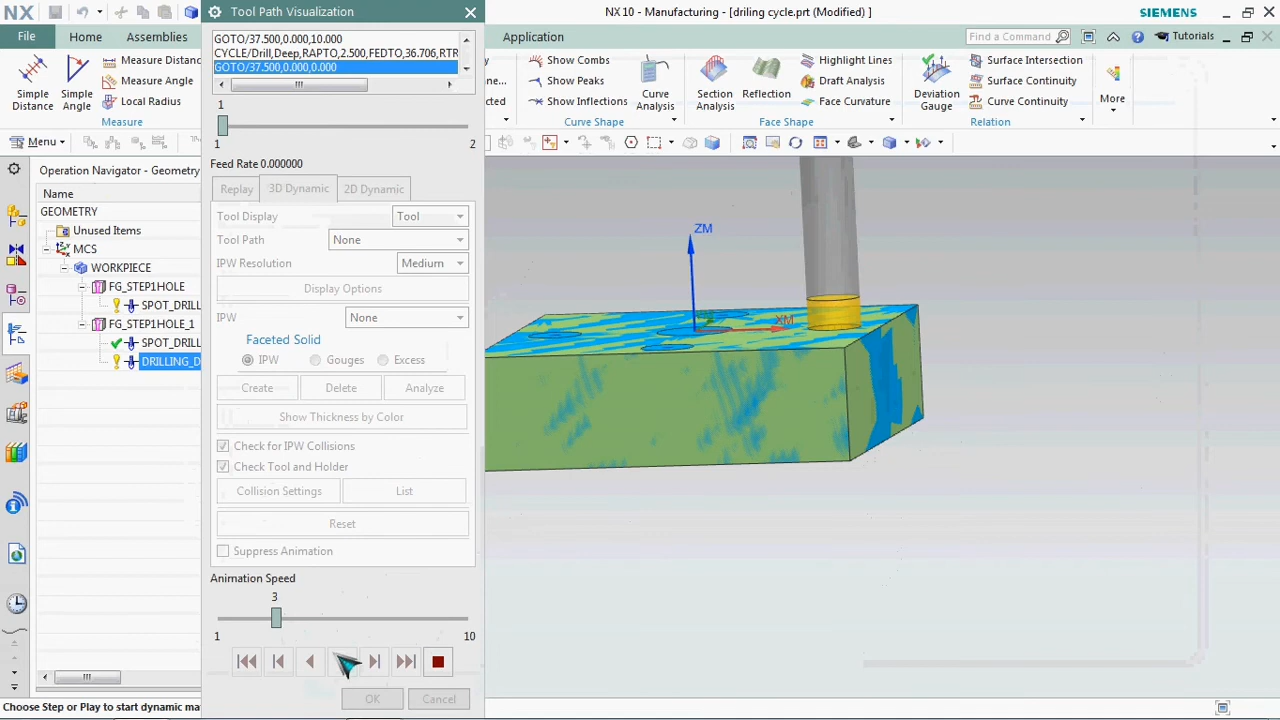 NX
Tool Path Visualization
NX 10 - Manufacturing - [driling cycle.prt (Modified) ]
SIEMENS
File
Home
Assemblies
Application
Find a Command
Tutorials
GOTO/37.500,0.000,10.000
CYCLE/Drill,Deep,RAPTO,2.500,FEDTO,36.706,RTR
GOTO/37.500,0.000,0.000
Simple Distance
Simple Angle
Measure Distanc
Measure Angle
Local Radius
Measure
Show Combs
Show Peaks
Show Inflections
Curve Analysis
Curve Shape
Section Analysis
Reflection
Highlight Lines
Draft Analysis
Face Curvature
Face Shape
Deviation Gauge
Surface Intersection
Surface Continuity
Curve Continuity
Relation
More
Menu
1
1
2
Feed Rate 0.000000
Replay
3D Dynamic
2D Dynamic
Tool Display
Tool
Tool Path
None
IPW Resolution
Medium
Display Options
IPW
None
Faceted Solid
IPW
Gouges
Excess
Create
Delete
Analyze
Show Thickness by Color
Check for IPW Collisions
Check Tool and Holder
Collision Settings
List
Reset
Suppress Animation
Animation Speed
3
1
10
OK
Cancel
Operation Navigator - Geometry
Name
GEOMETRY
Unused Items
MCS
WORKPIECE
FG_STEP1HOLE
SPOT_DRILL
FG_STEP1HOLE_1
SPOT_DRILL
DRILLING_D
ZM
XM
Choose Step or Play to start dynamic ma